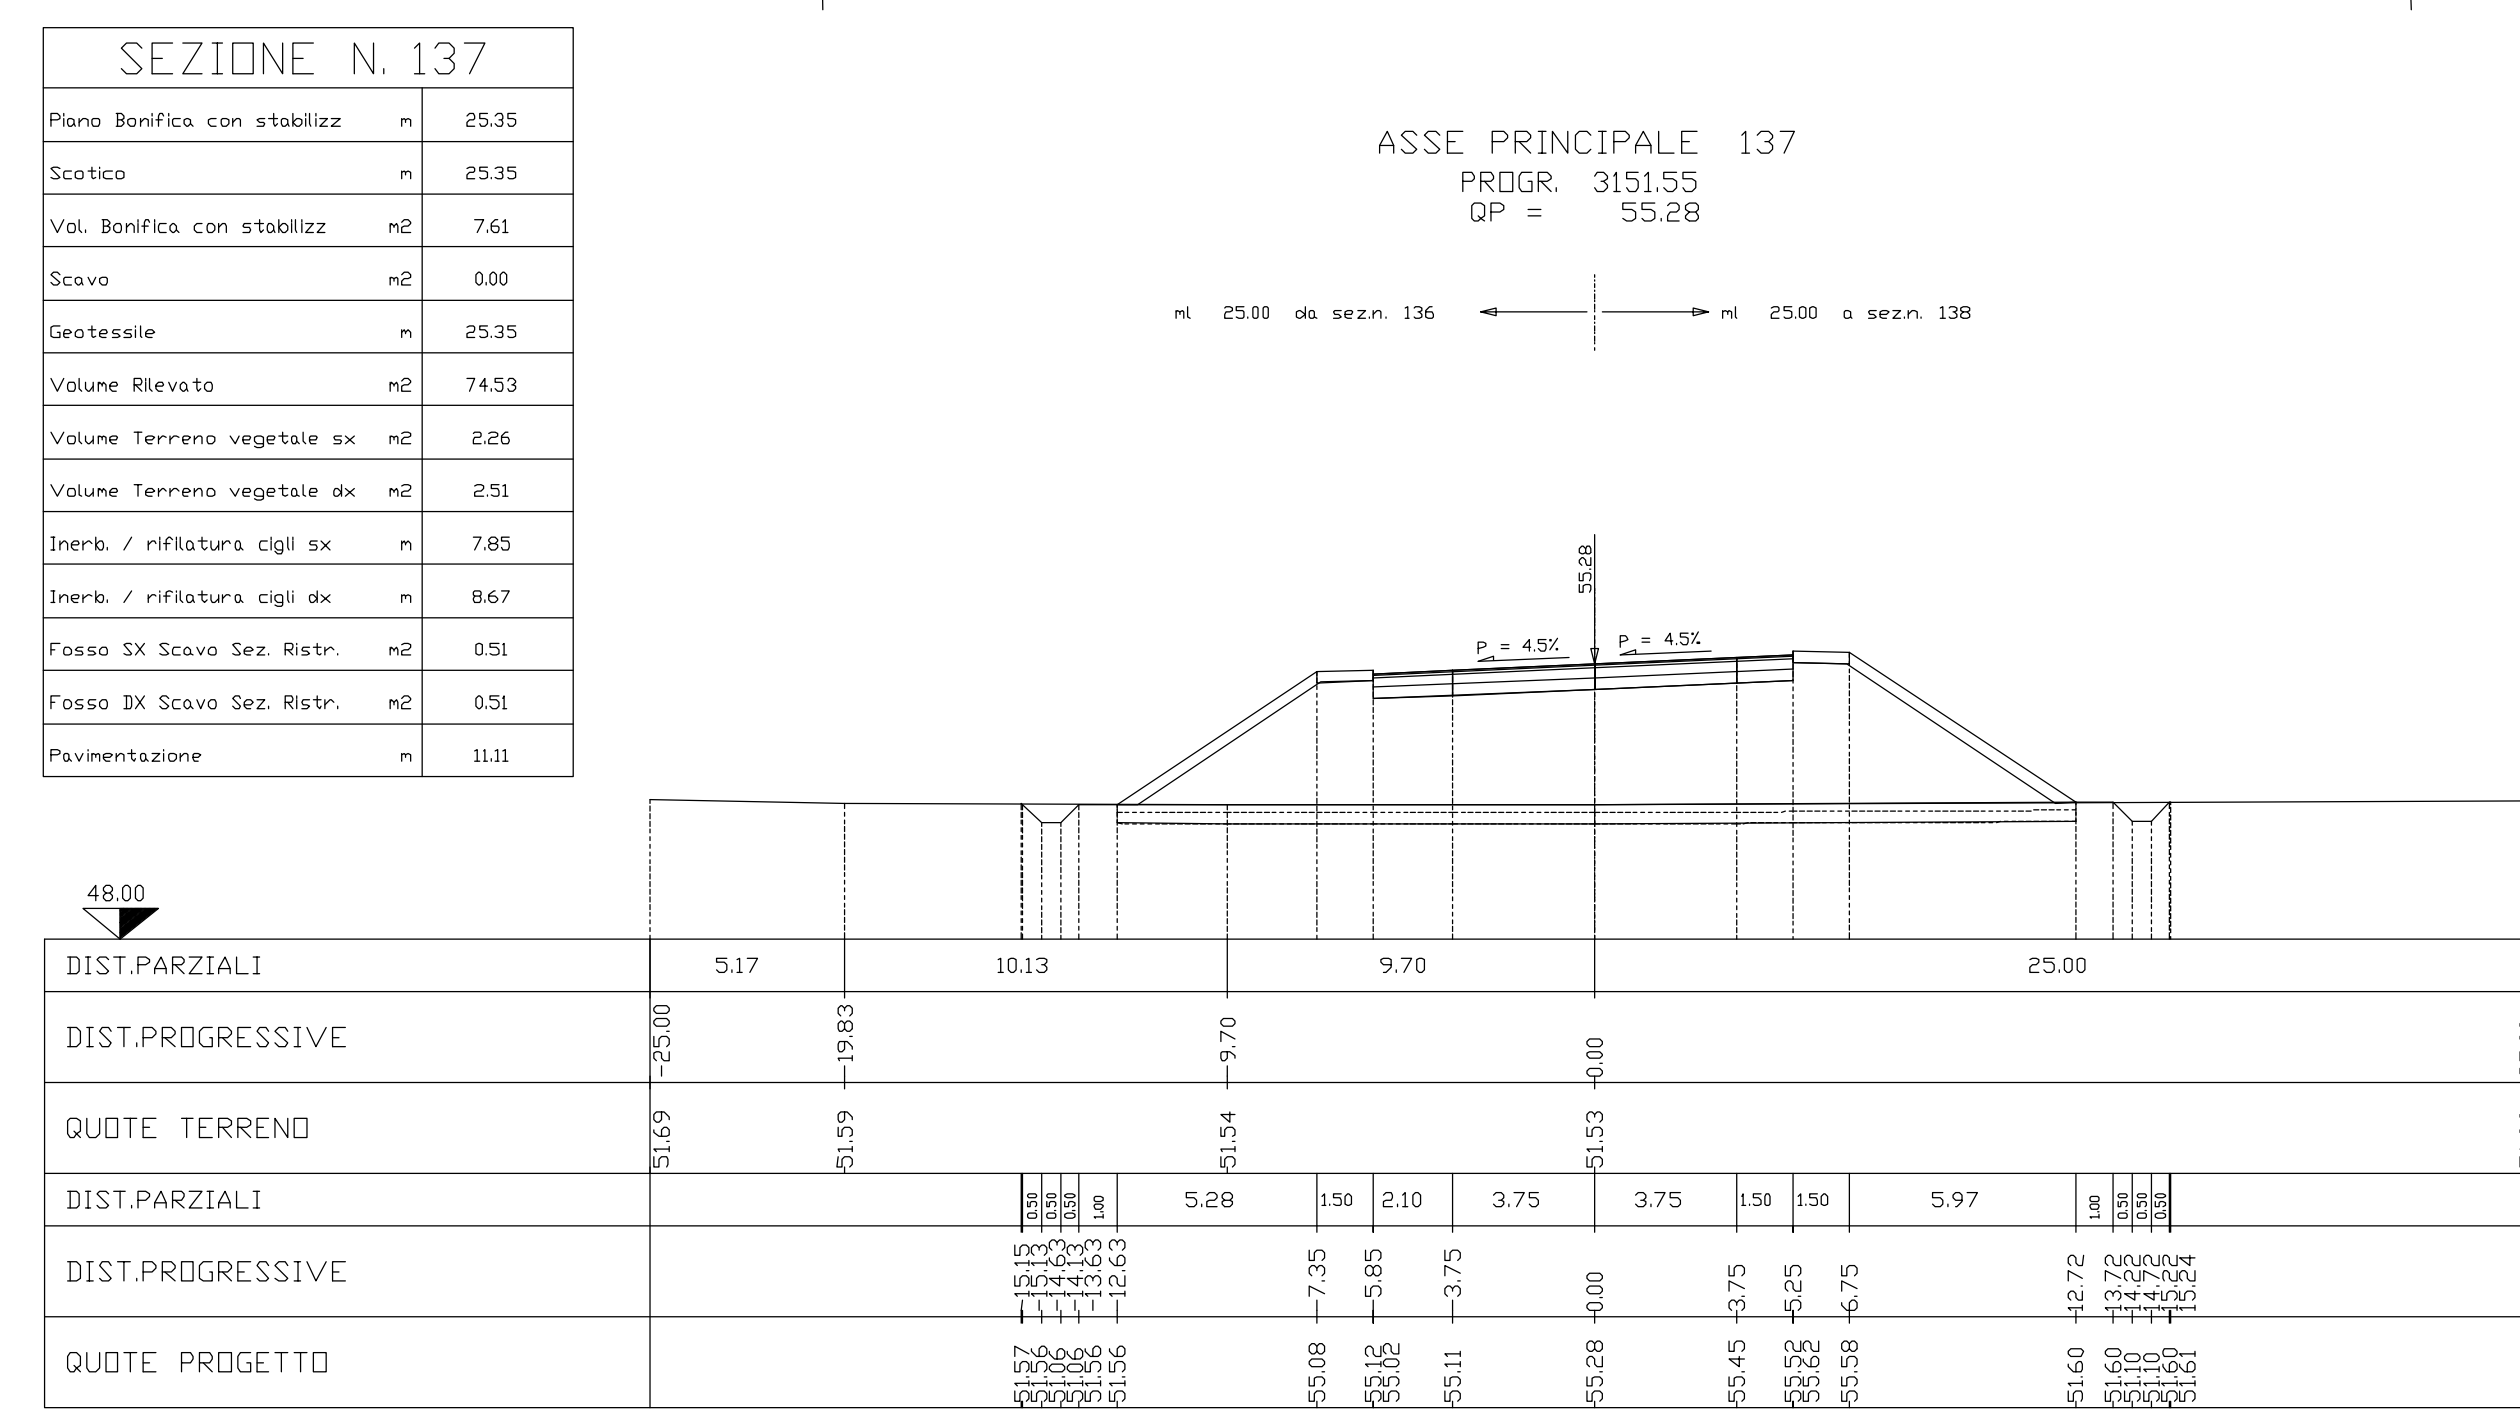 SEZIONE N. 137
Piano Bonifica con stabilizz m 25.35
Scotico m 25.35
Vol. Bonifica con stabilizz m2 7.61
Scavo m2 0.00
Geotessile m 25.35
Volume Rilevato m2 74.53
Volume Terreno vegetale sx m2 2.26
Volume Terreno vegetale dx m2 2.51
Inerb. / rifilatura cigli sx m 7.85
Inerb. / rifilatura cigli dx m 8.67
Fosso SX Scavo Sez. Ristr. m2 0.51
Fosso DX Scavo Sez. Ristr. m2 0.51
Pavimentazione m 11.11
ASSE PRINCIPALE 137
PROGR. 3151.55
QP = 55.28
ml 25.00 da sez.n. 136 ml 25.00 a sez.n. 138
55.28
P = 4.5% P = 4.5%
48.00
DIST.PARZIALI 5.17 10.13 9.70 25.00
DIST.PROGRESSIVE -25.00 -19.83 -9.70 0.00
QUOTE TERRENO 51.69 51.59 51.54 51.53
DIST.PARZIALI 0.50 0.50 0.50 1.00 5.28 1.50 2.10 3.75 3.75 1.50 1.50 5.97 1.00 0.50 0.50 0.50
DIST.PROGRESSIVE -15.15 -15.13 -14.63 -14.13 -13.63 -12.63 -7.35 -5.85 -3.75 0.00 3.75 5.25 6.75 12.72 13.72 14.22 14.72 15.22 15.24
QUOTE PROGETTO 51.57 51.56 51.06 51.06 51.56 51.56 55.08 55.12 55.02 55.11 55.28 55.45 55.52 55.62 55.58 51.60 51.60 51.10 51.10 51.60 51.61